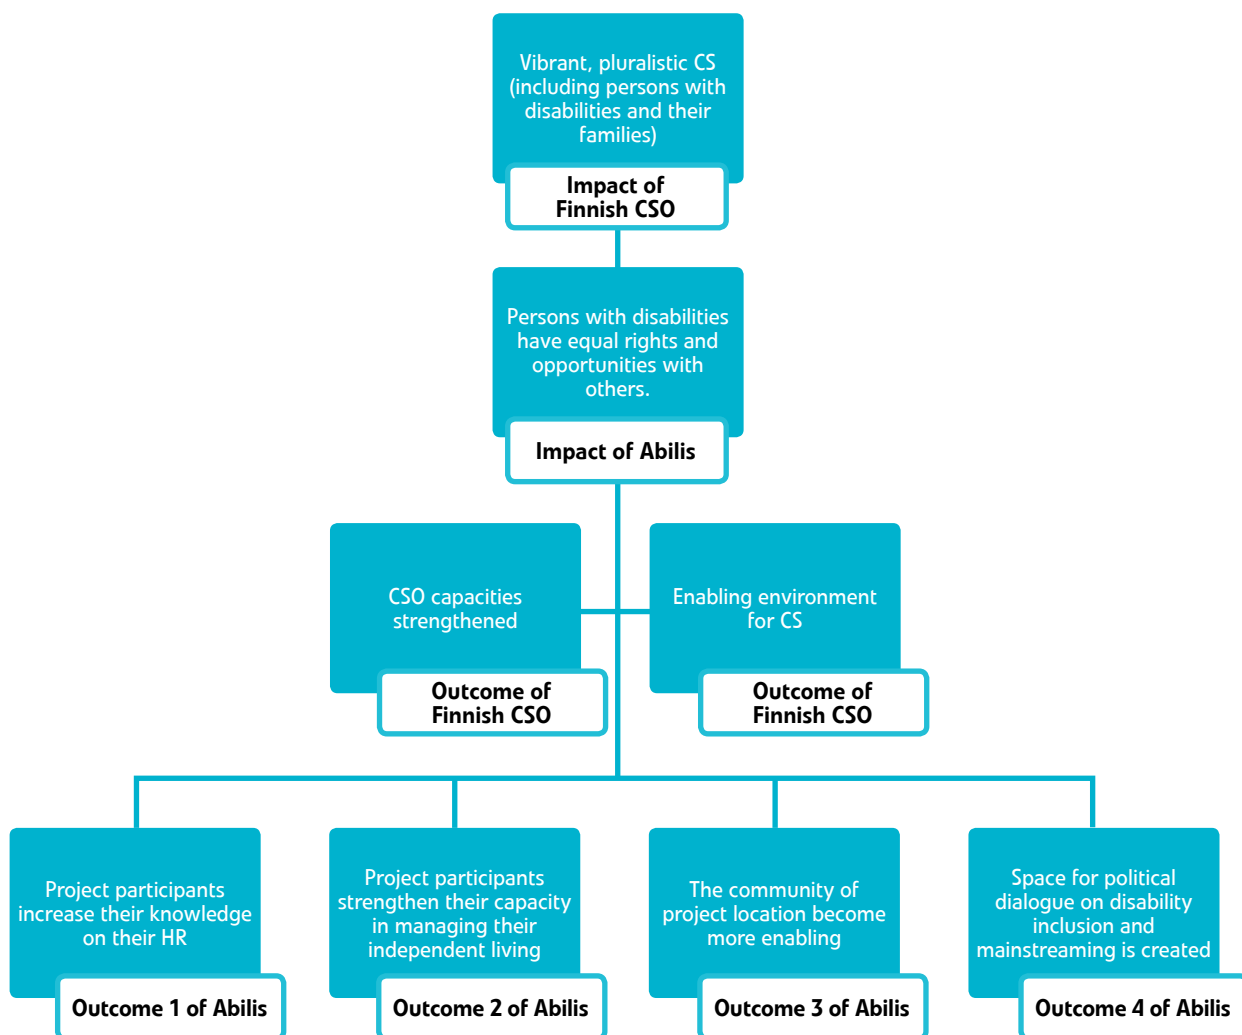 Vibrant, pluralistic CS
(including persons with
disabilities and their
families)
Impact of
Finnish CSO
Persons with disabilities
have equal rights and
opportunities with
others.
Impact of Abilis
CSO capacities
strengthened
Outcome of
Finnish CSO
Enabling environment
for CS
Outcome of
Finnish CSO
Project participants
increase their knowledge
on their HR
Outcome 1 of Abilis
Project participants
strengthen their capacity
in managing their
independent living
Outcome 2 of Abilis
The community of
project location become
more enabling
Outcome 3 of Abilis
Space for political
dialogue on disability
inclusion and
mainstreaming is created
Outcome 4 of Abilis